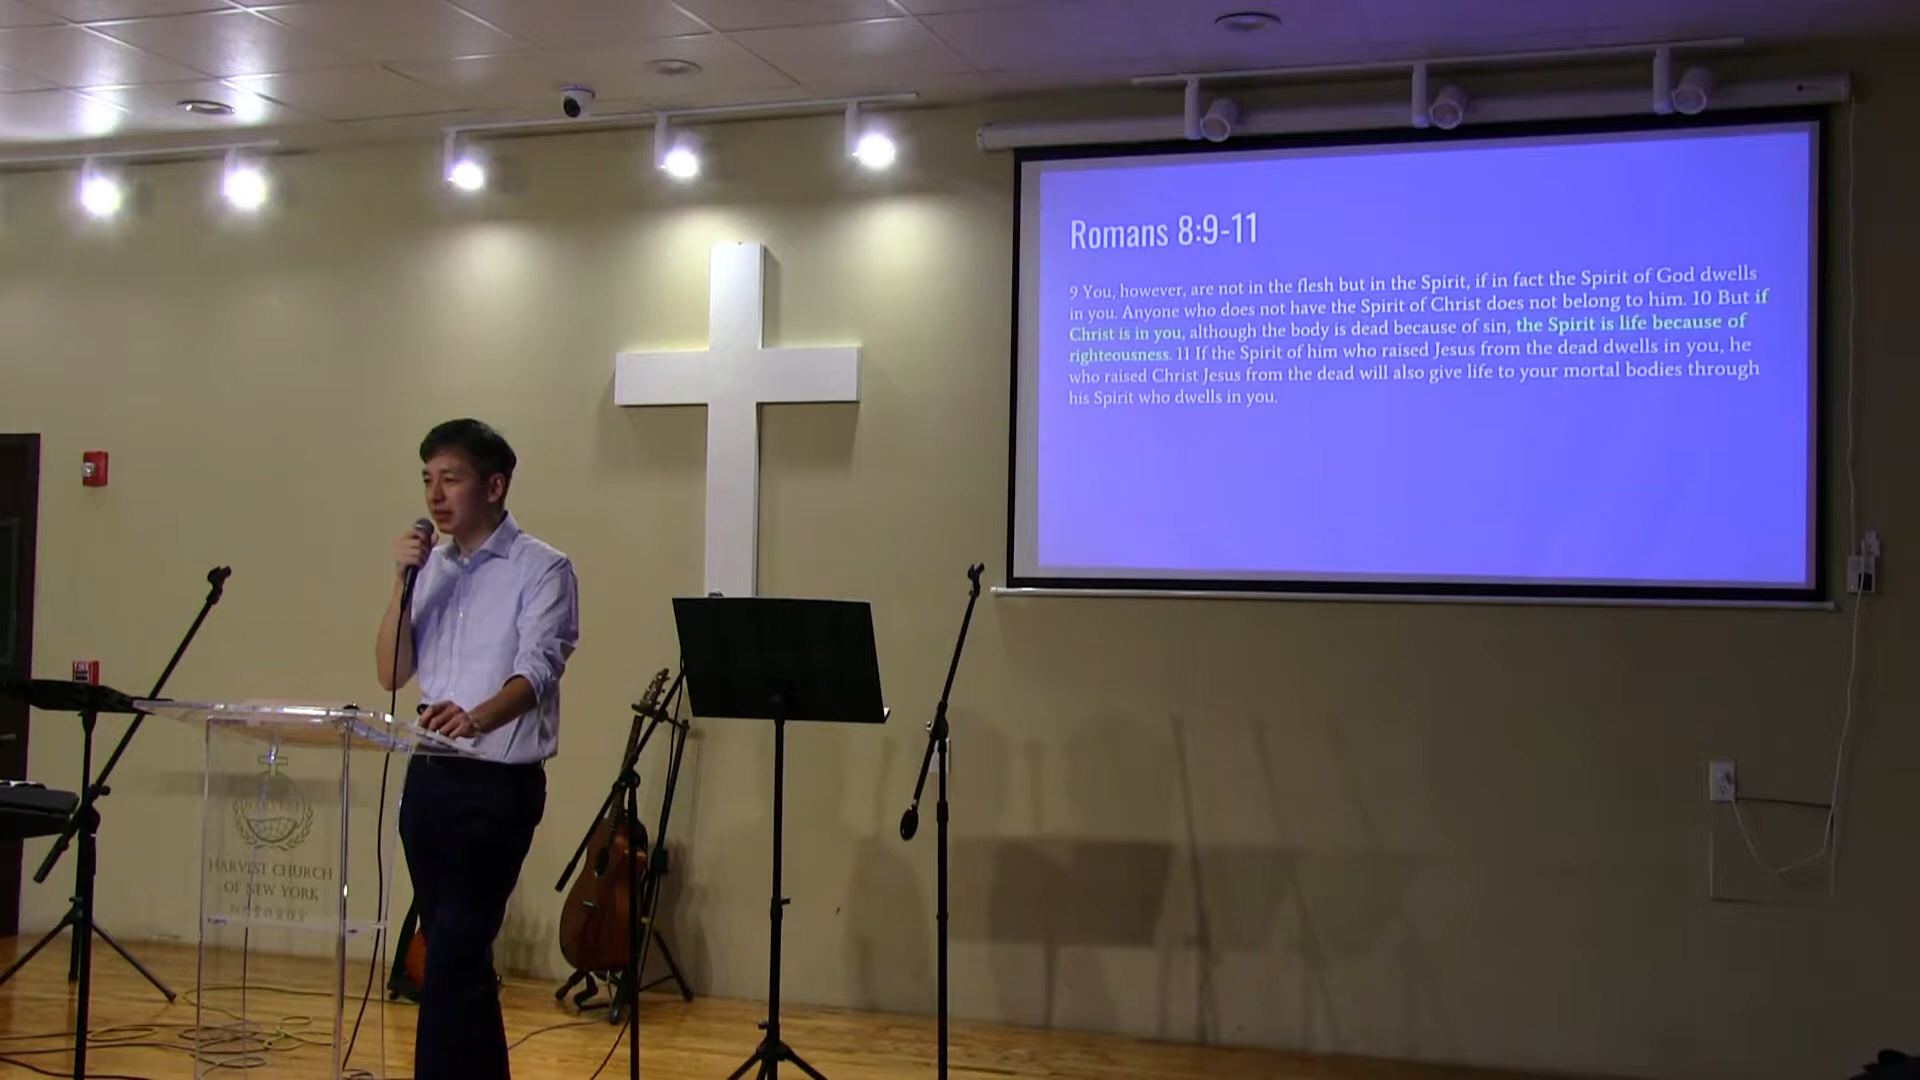 Romans 8:9-11
9 You, however, are not in the flesh but in the Spirit, if in fact the Spirit of God dwells
in you. Anyone who does not have the Spirit of Christ does not belong to him. 10 But if
Christ is in you, although the body is dead because of sin, the Spirit is life because of
righteousness. 11 If the Spirit of him who raised Jesus from the dead dwells in you, he
who raised Christ Jesus from the dead will also give life to your mortal bodies through
his Spirit who dwells in you.
FIRE
HARVEST
HARVEST CHURCH
OF NEW YORK